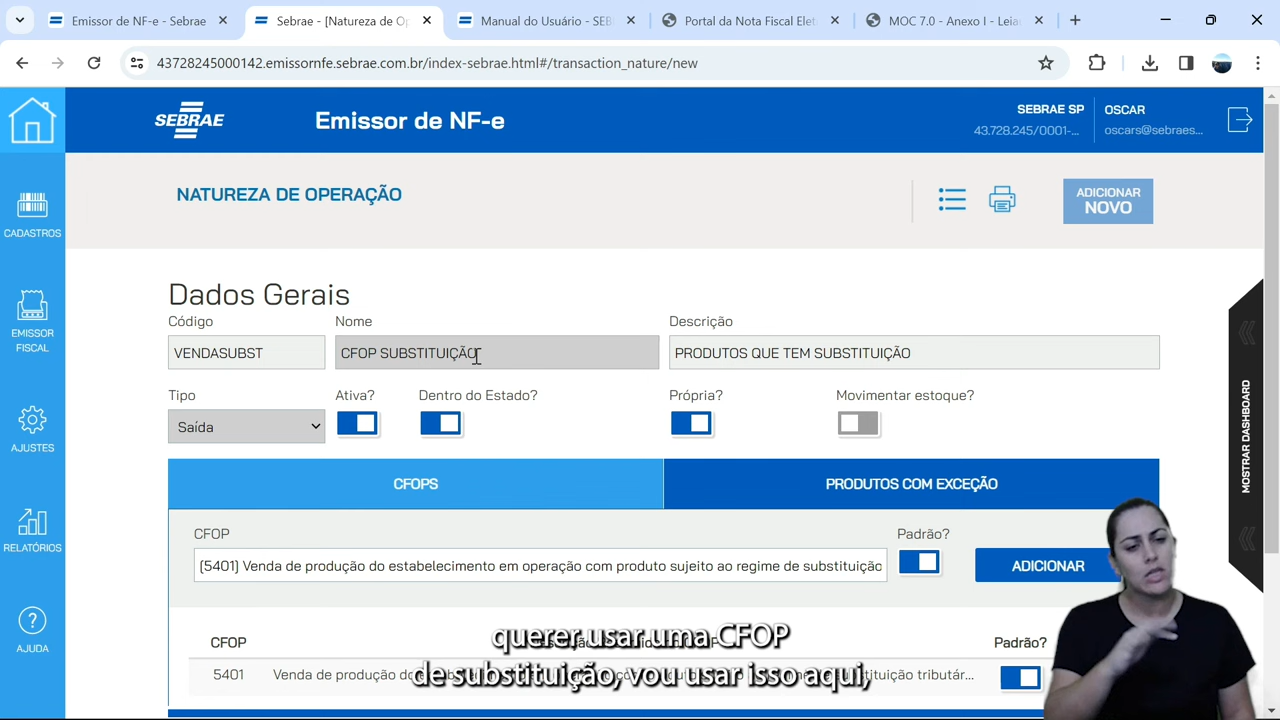 Emissor de NF-e - Sebrae
Sebrae - [Natureza de Op
Manual do Usuário - SEB
Portal da Nota Fiscal Elet
MOC 7.0 - Anexo I - Leia
43728245000142.emissornfe.sebrae.com.br/index-sebrae.html#/transaction_nature/new
SEBRAE
Emissor de NF-e
SEBRAE SP
43.728.245/0001-...
OSCAR
oscars@sebraes...
CADASTROS
EMISSOR
FISCAL
AJUSTES
RELATÓRIOS
AJUDA
NATUREZA DE OPERAÇÃO
ADICIONAR
NOVO
Dados Gerais
Código
Nome
Descrição
VENDASUBST
CFOP SUBSTITUIÇÃO
PRODUTOS QUE TEM SUBSTITUIÇÃO
Tipo
Ativa?
Dentro do Estado?
Própria?
Movimentar estoque?
Saída
MOSTRAR DASHBOARD
CFOPS
PRODUTOS COM EXCEÇÃO
CFOP
Padrão?
[5401] Venda de produção do estabelecimento em operação com produto sujeito ao regime de substituição
ADICIONAR
CFOP
Padrão?
5401
Venda de produção do
stituição tributár...
querer usar uma CFOP
de substituição, vou usar isso aqui,